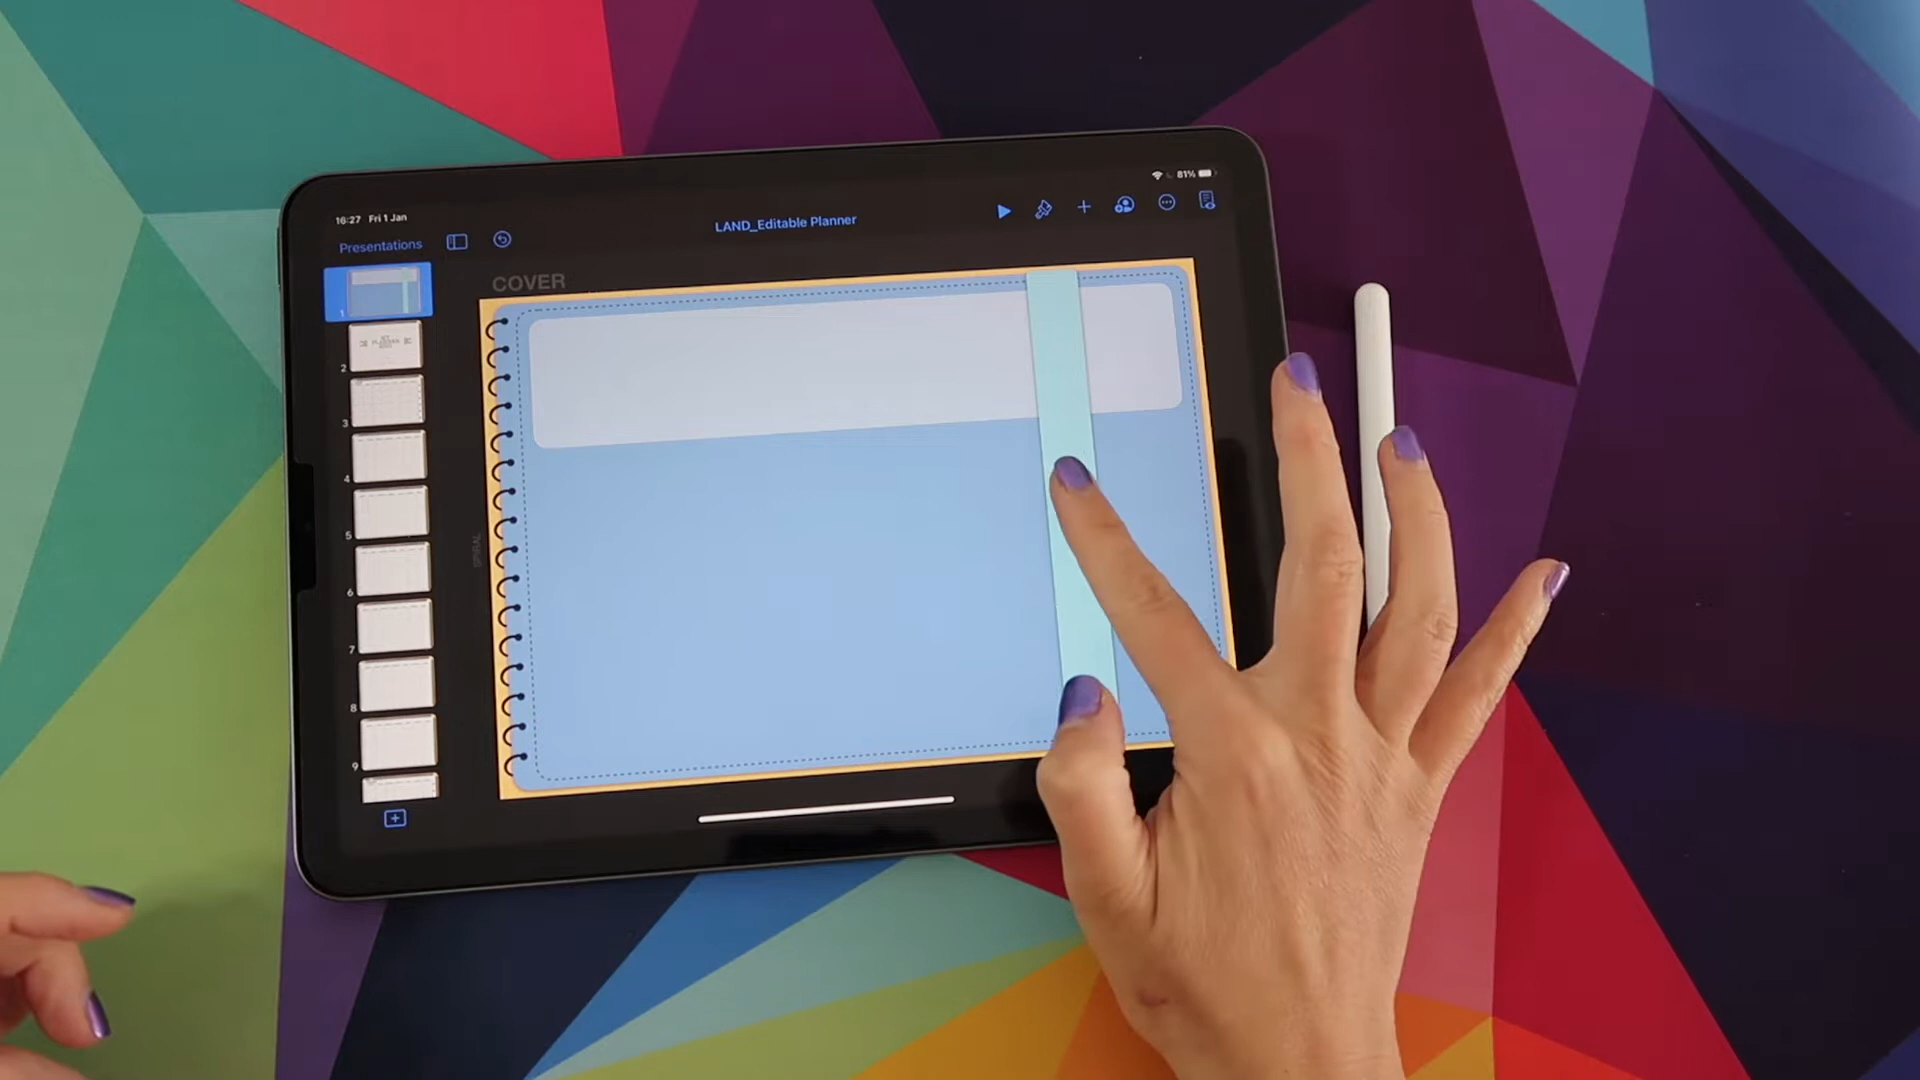 16:27 Fri 1 Jan
81%
Presentations
LAND_Editable Planner
COVER
SPIRAL
1
2
3
4
5
6
7
8
9